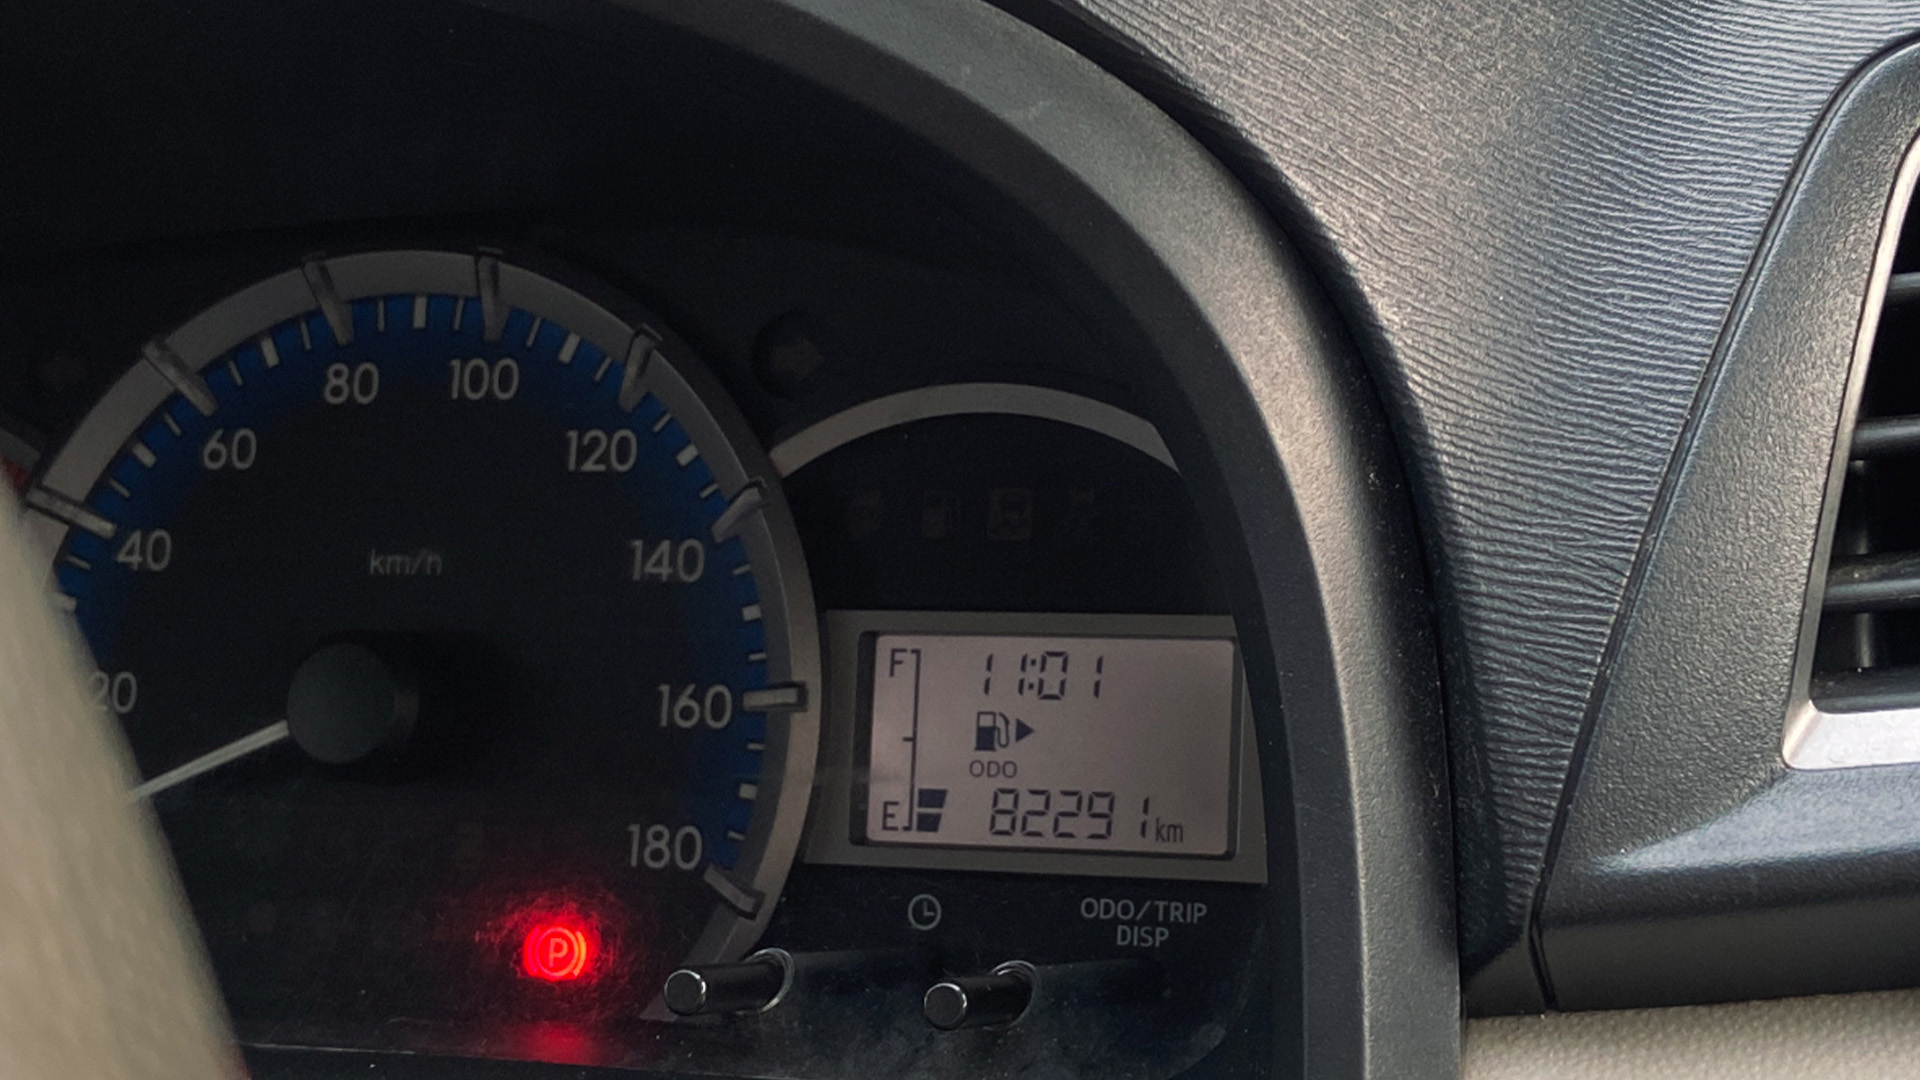 80 100
60 120
40 km/h 140
20 160
180
P
F 11:01
ODO
E 82291 km
ODO/TRIP
DISP